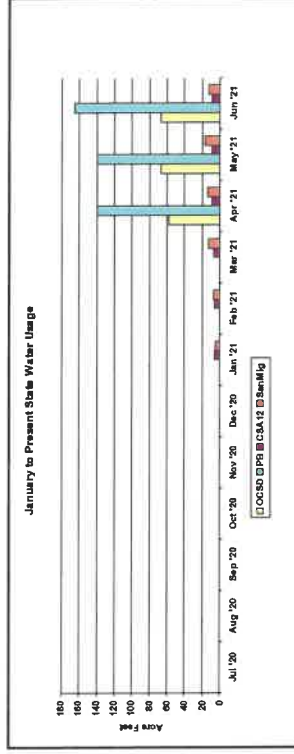 January to Present State Water Usage
Acre Feet
180
160
140
120
100
80
60
40
20
0
Jul '20 Aug '20 Sep '20 Oct '20 Nov '20 Dec '20 Jan '21 Feb '21 Mar '21 Apr '21 May '21 Jun '21
OCSD PB CSA12 SanMig